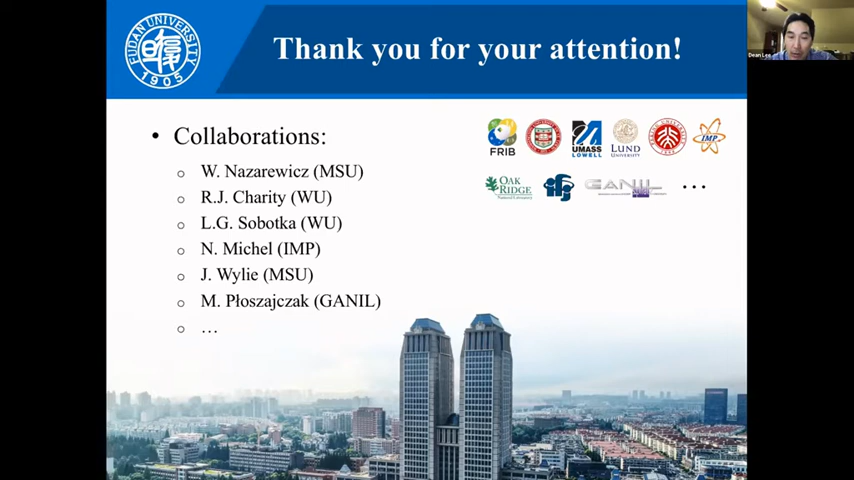 FUDAN UNIVERSITY
1905
Thank you for your attention!
Dean Lee
• Collaborations:
○ W. Nazarewicz (MSU)
○ R.J. Charity (WU)
○ L.G. Sobotka (WU)
○ N. Michel (IMP)
○ J. Wylie (MSU)
○ M. Płoszajczak (GANIL)
○ …
FRIB
UMASS
LOWELL
LUND
UNIVERSITY
IMP
OAK
RIDGE
National Laboratory
GANIL
…